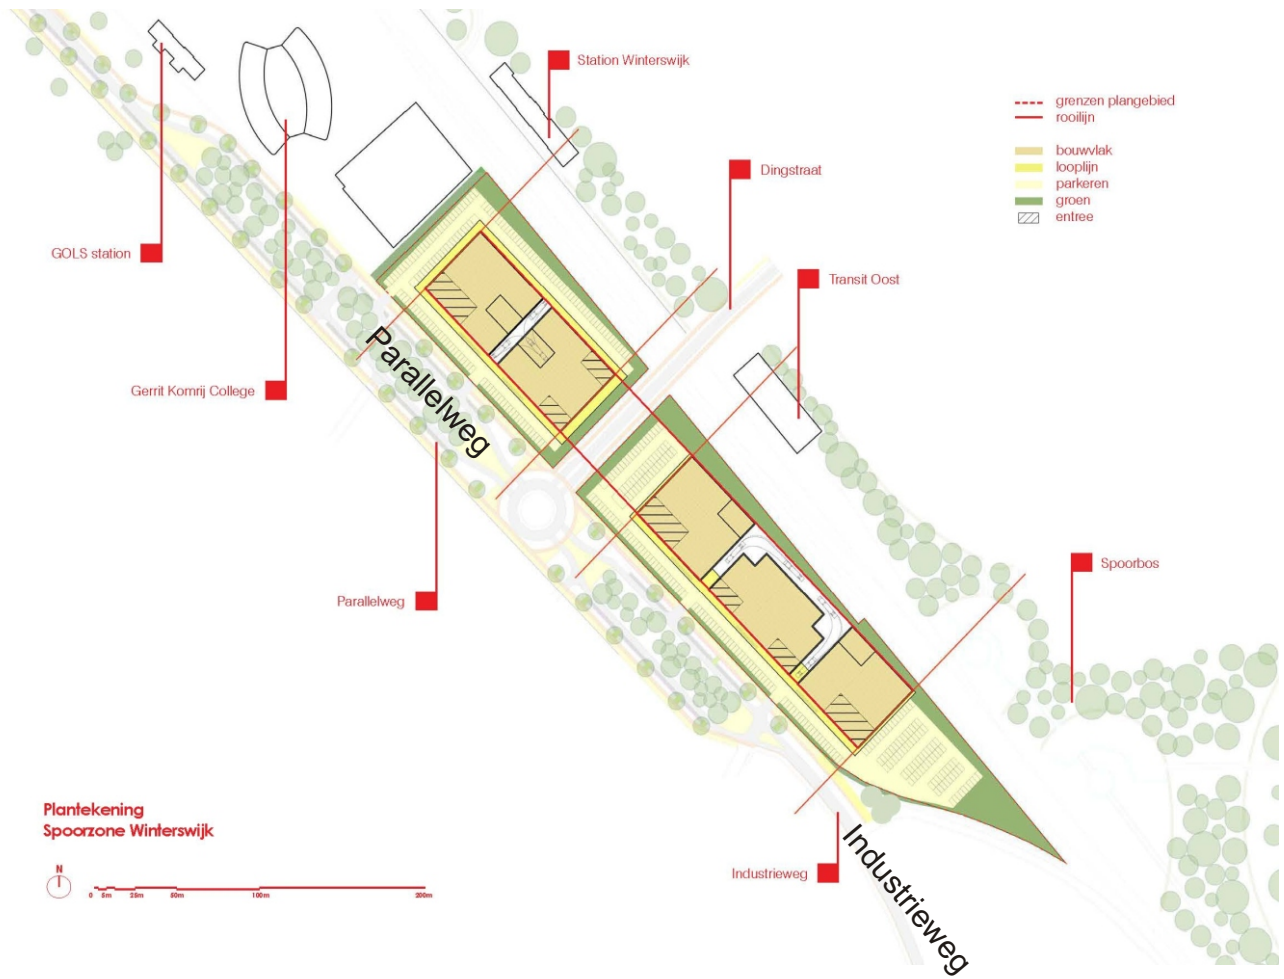 Station Winterswijk
grenzen plangebied
rooilijn
bouwvlak
looplijn
parkeren
groen
entree
Dingstraat
GOLS station
Transit Oost
Parallelweg
Gerrit Komrij College
Spoorbos
Parallelweg
Plantekening
Spoorzone Winterswijk
N
0 5m 25m 50m 100m 200m
Industrieweg
Industrieweg